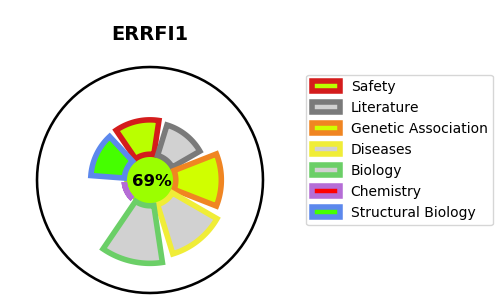 ERRFI1
69%
Safety
Literature
Genetic Association
Diseases
Biology
Chemistry
Structural Biology